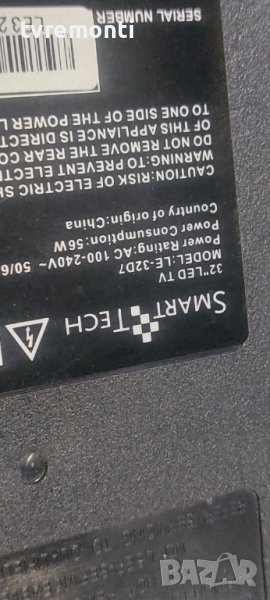 tvremonti
SMART TECH
32"LED TV
MODEL:LE-32D7
Power Rating:AC 100-240V~ 50/6
Power Consumption:56W
Country of origin:China
CAUTION:RISK OF ELECTRIC SH
WARNING:TO PREVENT ELECT
DO NOT REMOVE THE REAR CO
OF THIS APPLIANCE IS DIRECT
TO ONE SIDE OF THE POWER L
SERIAL NUMBER
LE32
BAZAR